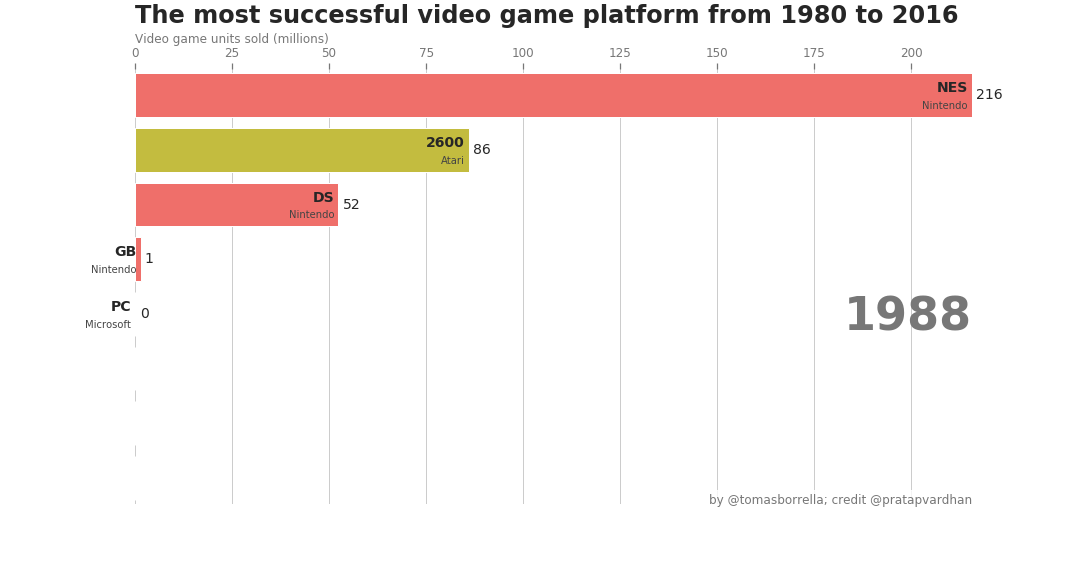 The most successful video game platform from 1980 to 2016
Video game units sold (millions)
0 25 50 75 100 125 150 175 200
NES
Nintendo
216
2600
Atari
86
DS
Nintendo
52
GB
Nintendo
1
PC
Microsoft
0
1988
by @tomasborrella; credit @pratapvardhan